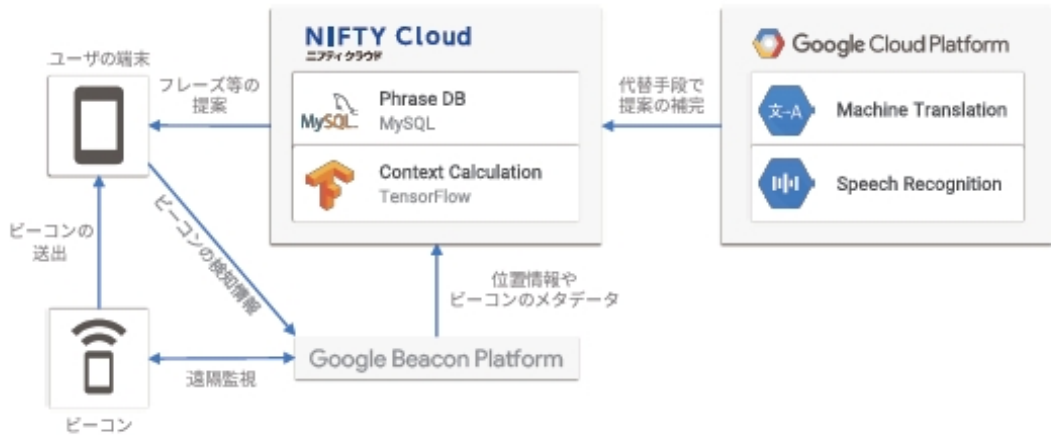 ユーザの端末
フレーズ等の
提案
NIFTY Cloud
ニフティクラウド
Phrase DB
MySQL
MySQL
Context Calculation
TensorFlow
代替手段で
提案の補完
Google Cloud Platform
文→A
Machine Translation
Speech Recognition
ビーコンの
送出
ビーコンの検知情報
位置情報や
ビーコンのメタデータ
Google Beacon Platform
遠隔監視
ビーコン